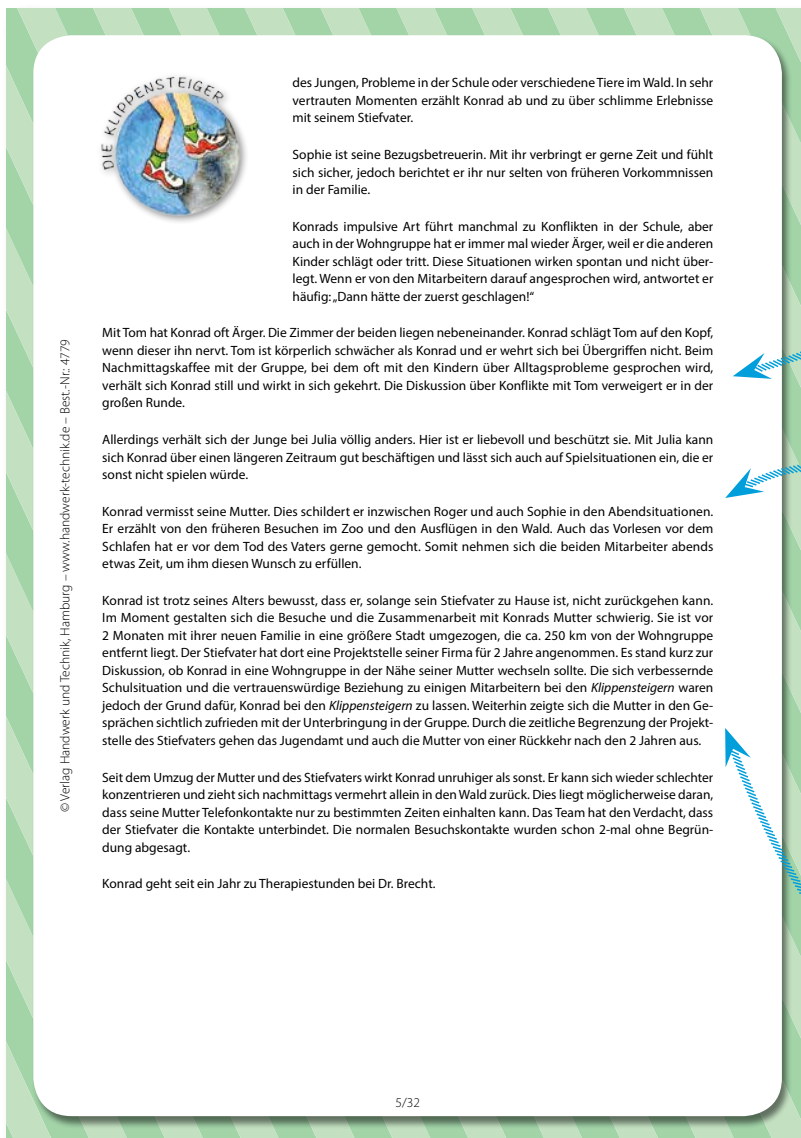 DIE KLIPPENSTEIGER
des Jungen, Probleme in der Schule oder verschiedene Tiere im Wald. In sehr
vertrauten Momenten erzählt Konrad ab und zu über schlimme Erlebnisse
mit seinem Stiefvater.
Sophie ist seine Bezugsbetreuerin. Mit ihr verbringt er gerne Zeit und fühlt
sich sicher, jedoch berichtet er ihr nur selten von früheren Vorkommnissen
in der Familie.
Konrads impulsive Art führt manchmal zu Konflikten in der Schule, aber
auch in der Wohngruppe hat er immer mal wieder Ärger, weil er die anderen
Kinder schlägt oder tritt. Diese Situationen wirken spontan und nicht über-
legt. Wenn er von den Mitarbeitern darauf angesprochen wird, antwortet er
häufig: „Dann hätte der zuerst geschlagen!“
Mit Tom hat Konrad oft Ärger. Die Zimmer der beiden liegen nebeneinander. Konrad schlägt Tom auf den Kopf,
wenn dieser ihn nervt. Tom ist körperlich schwächer als Konrad und er wehrt sich bei Übergriffen nicht. Beim
Nachmittagskaffee mit der Gruppe, bei dem oft mit den Kindern über Alltagsprobleme gesprochen wird,
verhält sich Konrad still und wirkt in sich gekehrt. Die Diskussion über Konflikte mit Tom verweigert er in der
großen Runde.
Allerdings verhält sich der Junge bei Julia völlig anders. Hier ist er liebevoll und beschützt sie. Mit Julia kann
sich Konrad über einen längeren Zeitraum gut beschäftigen und lässt sich auch auf Spielsituationen ein, die er
sonst nicht spielen würde.
Konrad vermisst seine Mutter. Dies schildert er inzwischen Roger und auch Sophie in den Abendsituationen.
Er erzählt von den früheren Besuchen im Zoo und den Ausflügen in den Wald. Auch das Vorlesen vor dem
Schlafen hat er vor dem Tod des Vaters gerne gemocht. Somit nehmen sich die beiden Mitarbeiter abends
etwas Zeit, um ihm diesen Wunsch zu erfüllen.
Konrad ist trotz seines Alters bewusst, dass er, solange sein Stiefvater zu Hause ist, nicht zurückgehen kann.
Im Moment gestalten sich die Besuche und die Zusammenarbeit mit Konrads Mutter schwierig. Sie ist vor
2 Monaten mit ihrer neuen Familie in eine größere Stadt umgezogen, die ca. 250 km von der Wohngruppe
entfernt liegt. Der Stiefvater hat dort eine Projektstelle seiner Firma für 2 Jahre angenommen. Es stand kurz zur
Diskussion, ob Konrad in eine Wohngruppe in der Nähe seiner Mutter wechseln sollte. Die sich verbessernde
Schulsituation und die vertrauenswürdige Beziehung zu einigen Mitarbeitern bei den Klippensteigern waren
jedoch der Grund dafür, Konrad bei den Klippensteigern zu lassen. Weiterhin zeigte sich die Mutter in den Ge-
sprächen sichtlich zufrieden mit der Unterbringung in der Gruppe. Durch die zeitliche Begrenzung der Projekt-
stelle des Stiefvaters gehen das Jugendamt und auch die Mutter von einer Rückkehr nach den 2 Jahren aus.
Seit dem Umzug der Mutter und des Stiefvaters wirkt Konrad unruhiger als sonst. Er kann sich wieder schlechter
konzentrieren und zieht sich nachmittags vermehrt allein in den Wald zurück. Dies liegt möglicherweise daran,
dass seine Mutter Telefonkontakte nur zu bestimmten Zeiten einhalten kann. Das Team hat den Verdacht, dass
der Stiefvater die Kontakte unterbindet. Die normalen Besuchskontakte wurden schon 2-mal ohne Begrün-
dung abgesagt.
Konrad geht seit ein Jahr zu Therapiestunden bei Dr. Brecht.
© Verlag Handwerk und Technik, Hamburg – www.handwerk-technik.de – Best.-Nr.: 4779
5/32